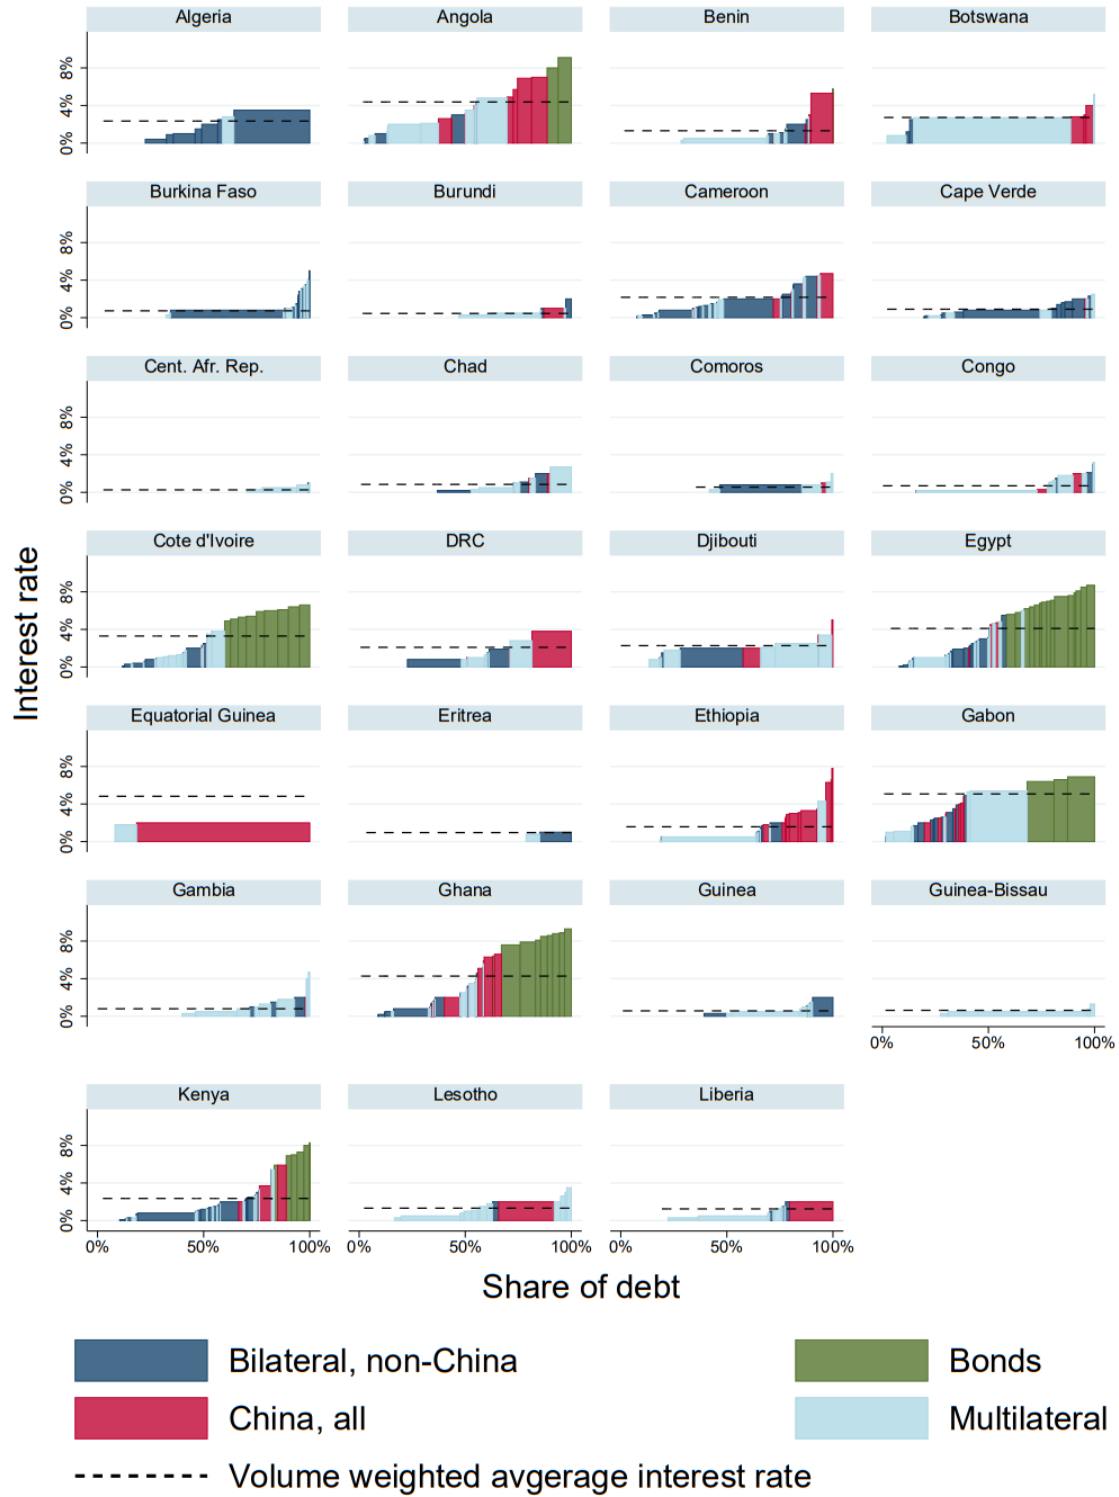 Algeria Angola Benin Botswana
8%
4%
0%
Burkina Faso Burundi Cameroon Cape Verde
8%
4%
0%
Cent. Afr. Rep. Chad Comoros Congo
8%
4%
0%
Cote d'Ivoire DRC Djibouti Egypt
8%
4%
0%
Equatorial Guinea Eritrea Ethiopia Gabon
8%
4%
0%
Gambia Ghana Guinea Guinea-Bissau
8%
4%
0%
0% 50% 100%
Kenya Lesotho Liberia
8%
4%
0%
0% 50% 100% 0% 50% 100% 0% 50% 100%
Interest rate
Share of debt
Bilateral, non-China Bonds
China, all Multilateral
Volume weighted avgerage interest rate